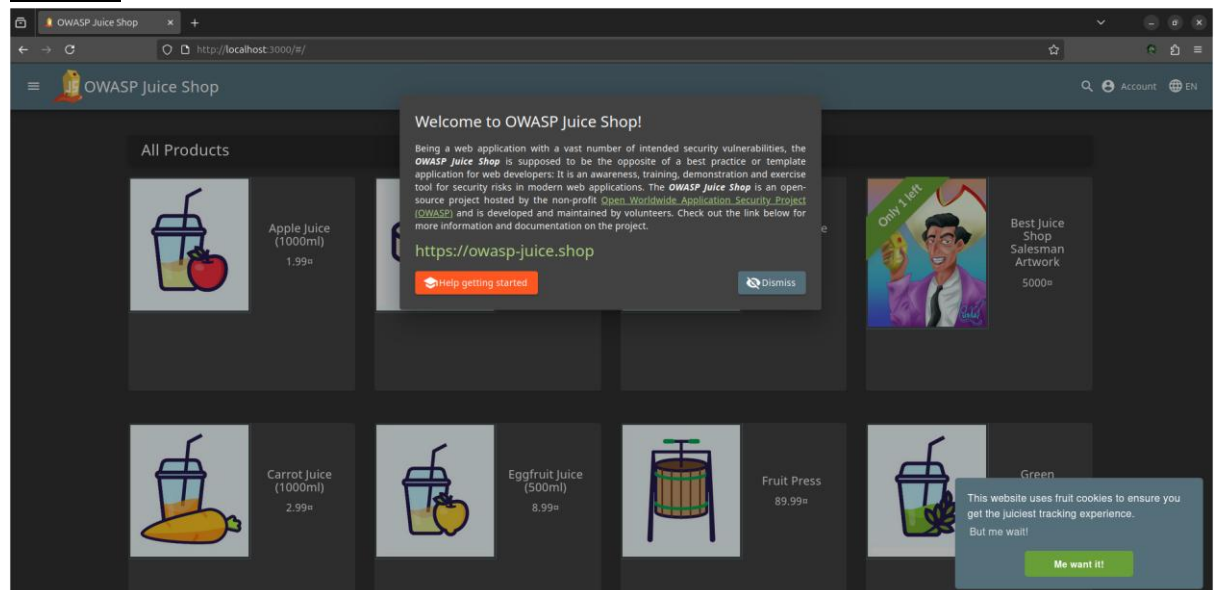 OWASP Juice Shop
http://localhost:3000/#/
OWASP Juice Shop
Account
EN
Welcome to OWASP Juice Shop!
Being a web application with a vast number of intended security vulnerabilities, the
OWASP Juice Shop is supposed to be the opposite of a best practice or template
application for web developers: It is an awareness, training, demonstration and exercise
tool for security risks in modern web applications. The OWASP Juice Shop is an open-
source project hosted by the non-profit Open Worldwide Application Security Project
(OWASP) and is developed and maintained by volunteers. Check out the link below for
more information and documentation on the project.
https://owasp-juice.shop
Help getting started
Dismiss
All Products
Apple Juice
(1000ml)
1.99¤
Only 1 left
Best Juice
Shop
Salesman
Artwork
5000¤
Carrot Juice
(1000ml)
2.99¤
Eggfruit Juice
(500ml)
8.99¤
Fruit Press
89.99¤
Green
This website uses fruit cookies to ensure you
get the juiciest tracking experience.
But me wait!
Me want it!